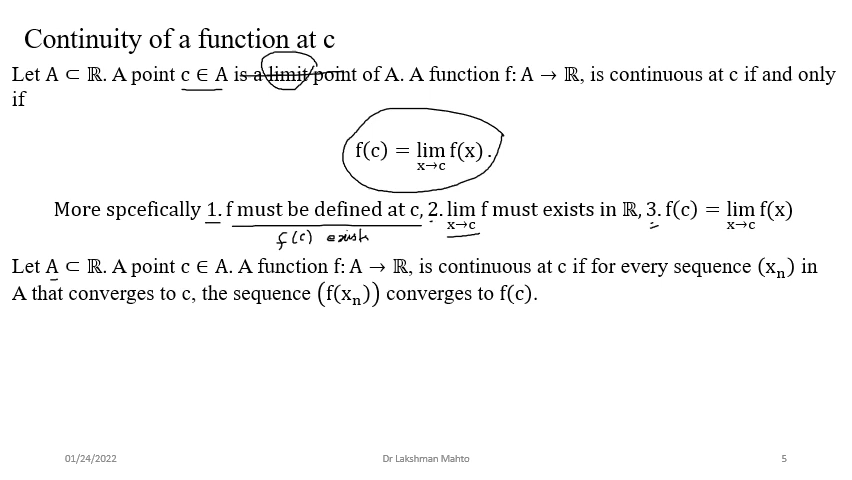 Continuity of a function at c
Let A ⊂ ℝ. A point c ∈ A is a limit point of A. A function f: A → ℝ, is continuous at c if and only
if
f(c) = lim f(x).
x→c
More spcefically 1. f must be defined at c, 2. lim f must exists in ℝ, 3. f(c) = lim f(x)
x→c x→c
f(c) exish
Let A ⊂ ℝ. A point c ∈ A. A function f: A → ℝ, is continuous at c if for every sequence (xₙ) in
A that converges to c, the sequence (f(xₙ)) converges to f(c).
01/24/2022 Dr Lakshman Mahto 5